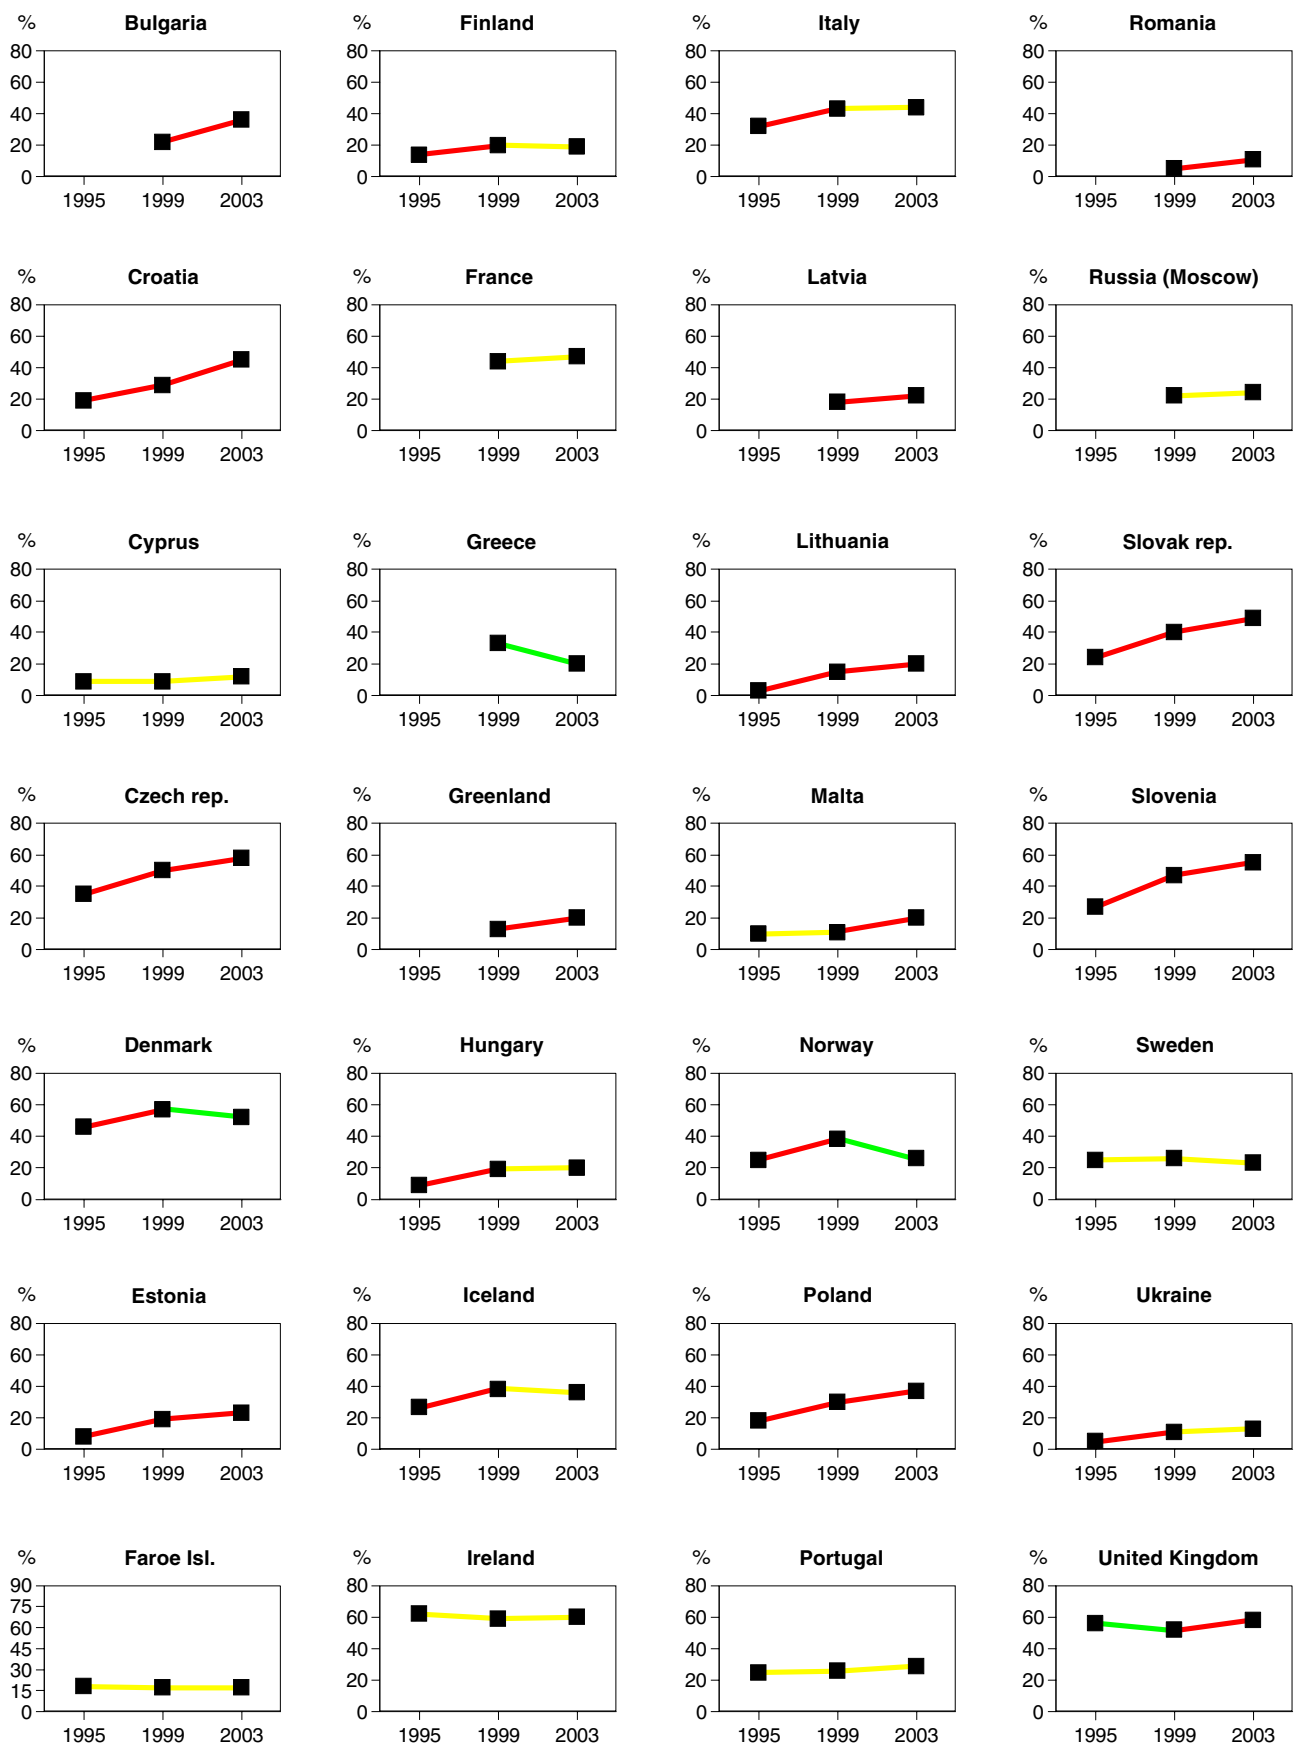 % Bulgaria % Finland % Italy % Romania
80 80 80 80
60 60 60 60
40 40 40 40
20 20 20 20
0 0 0 0
1995 1999 2003 1995 1999 2003 1995 1999 2003 1995 1999 2003
% Croatia % France % Latvia % Russia (Moscow)
80 80 80 80
60 60 60 60
40 40 40 40
20 20 20 20
0 0 0 0
1995 1999 2003 1995 1999 2003 1995 1999 2003 1995 1999 2003
% Cyprus % Greece % Lithuania % Slovak rep.
80 80 80 80
60 60 60 60
40 40 40 40
20 20 20 20
0 0 0 0
1995 1999 2003 1995 1999 2003 1995 1999 2003 1995 1999 2003
% Czech rep. % Greenland % Malta % Slovenia
80 80 80 80
60 60 60 60
40 40 40 40
20 20 20 20
0 0 0 0
1995 1999 2003 1995 1999 2003 1995 1999 2003 1995 1999 2003
% Denmark % Hungary % Norway % Sweden
80 80 80 80
60 60 60 60
40 40 40 40
20 20 20 20
0 0 0 0
1995 1999 2003 1995 1999 2003 1995 1999 2003 1995 1999 2003
% Estonia % Iceland % Poland % Ukraine
80 80 80 80
60 60 60 60
40 40 40 40
20 20 20 20
0 0 0 0
1995 1999 2003 1995 1999 2003 1995 1999 2003 1995 1999 2003
% Faroe Isl. % Ireland % Portugal % United Kingdom
90 80 80 80
75
60 60 60 60
45 40 40 40
30
15 20 20 20
0 0 0 0
1995 1999 2003 1995 1999 2003 1995 1999 2003 1995 1999 2003